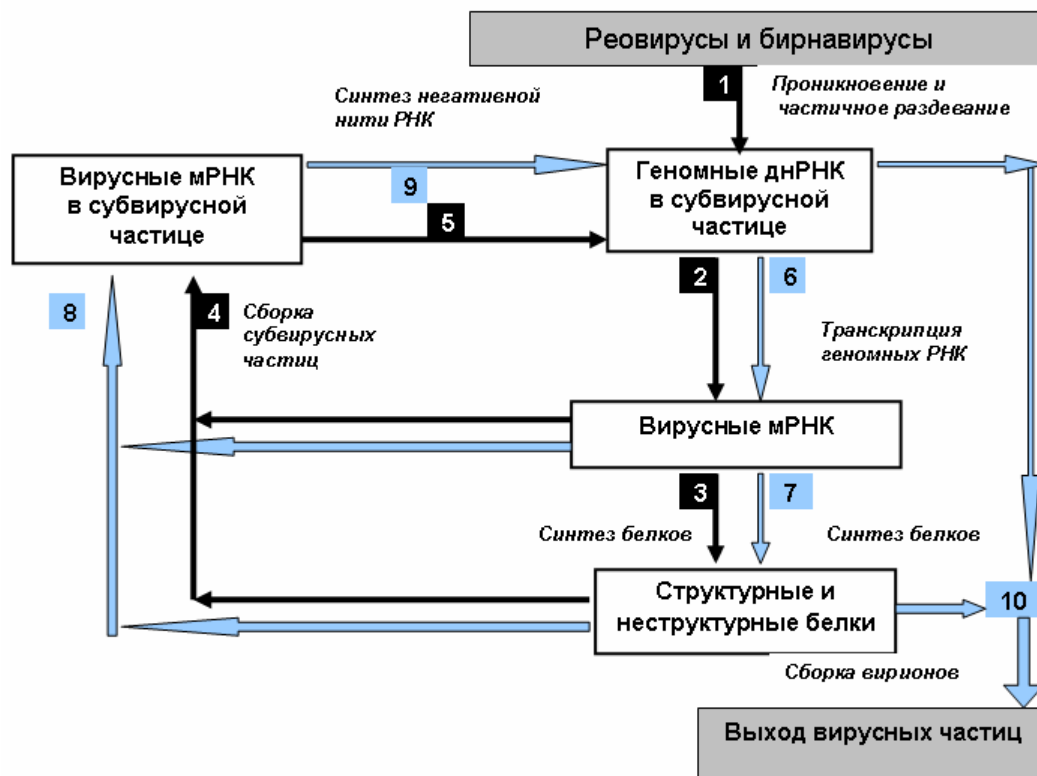 Реовирусы и бирнавирусы
1
Проникновение и
частичное раздевание
Синтез негативной
нити РНК
Вирусные мРНК
в субвирусной
частице
9
5
Геномные днРНК
в субвирусной
частице
8
4
Сборка
субвирусных
частиц
2
6
Транскрипция
геномных РНК
Вирусные мРНК
3
7
Синтез белков
Синтез белков
Структурные и
неструктурные белки
10
Сборка вирионов
Выход вирусных частиц